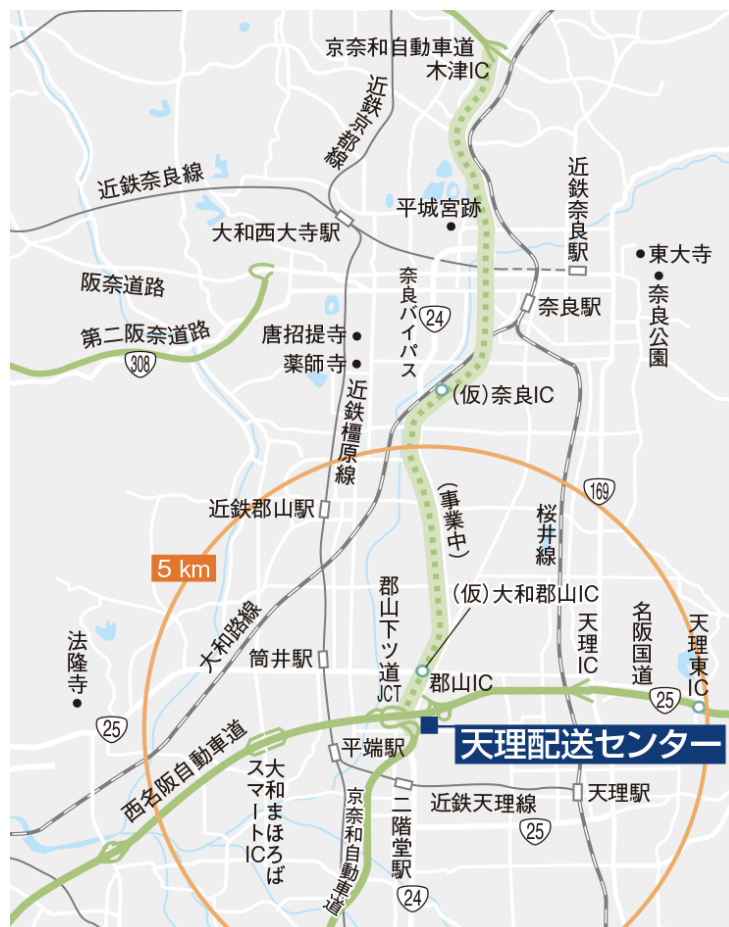 京奈和自動車道
木津IC
近鉄京都線
近鉄奈良線
近鉄奈良駅
平城宮跡
大和西大寺駅
東大寺
奈良公園
阪奈道路
奈良バイパス
24
奈良駅
第二阪奈道路
308
唐招提寺
薬師寺
近鉄橿原線
(仮)奈良IC
169
(事業中)
桜井線
近鉄郡山駅
5 km
(仮)大和郡山IC
郡山下ツ道
JCT
大和路線
天理IC
名阪国道
天理東IC
法隆寺
筒井駅
郡山IC
25
25
天理配送センター
西名阪自動車道
平端駅
大和まほろば
スマートIC
京奈和自動車道
二階堂駅
近鉄天理線
天理駅
25
24